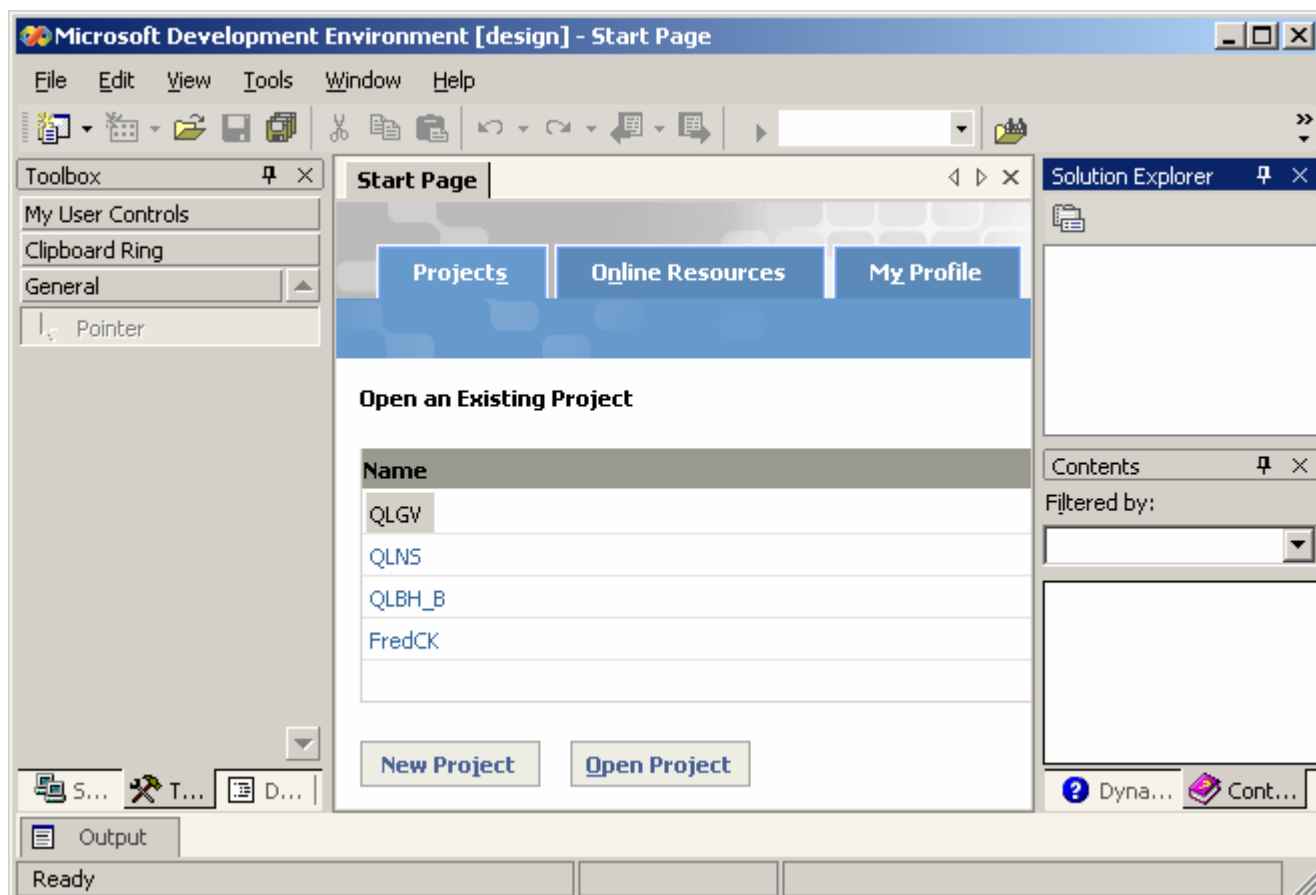 Microsoft Development Environment [design] - Start Page
File Edit View Tools Window Help
Toolbox
My User Controls
Clipboard Ring
General
Pointer
S... T... D...
Start Page
Projects Online Resources My Profile
Open an Existing Project
Name
QLGV
QLNS
QLBH_B
FredCK
New Project Open Project
Solution Explorer
Contents
Filtered by:
Dyna... Cont...
Output
Ready